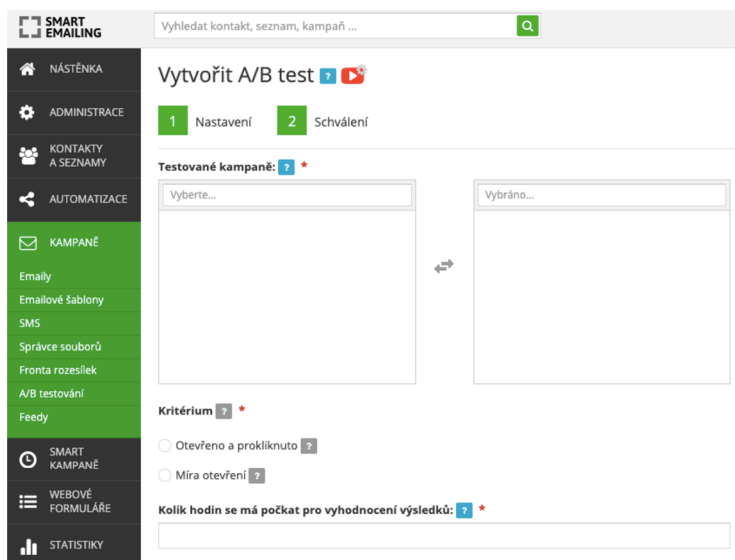 SMART
EMAILING
Vyhledat kontakt, seznam, kampaň ...
NÁSTĚNKA
ADMINISTRACE
KONTAKTY
A SEZNAMY
AUTOMATIZACE
KAMPANĚ
Emaily
Emailové šablony
SMS
Správce souborů
Fronta rozesílek
A/B testování
Feedy
SMART
KAMPANĚ
WEBOVÉ
FORMULÁŘE
STATISTIKY
Vytvořit A/B test ?
1 Nastavení 2 Schválení
Testované kampaně: ? *
Vyberte... Vybráno...
Kritérium ? *
Otevřeno a prokliknuto ?
Míra otevření ?
Kolik hodin se má počkat pro vyhodnocení výsledků: ? *